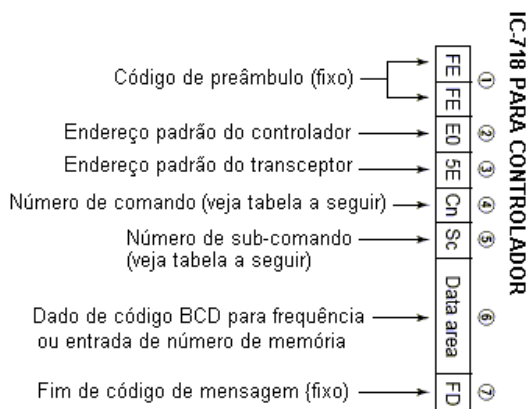 IC-718 PARA CONTROLADOR
Código de preâmbulo (fixo)
FE
FE
①
Endereço padrão do controlador
E0
②
Endereço padrão do transceptor
5E
③
Número de comando (veja tabela a seguir)
Cn
④
Número de sub-comando
(veja tabela a seguir)
Sc
⑤
Dado de código BCD para frequência
ou entrada de número de memória
Data area
⑥
Fim de código de mensagem {fixo)
FD
⑦